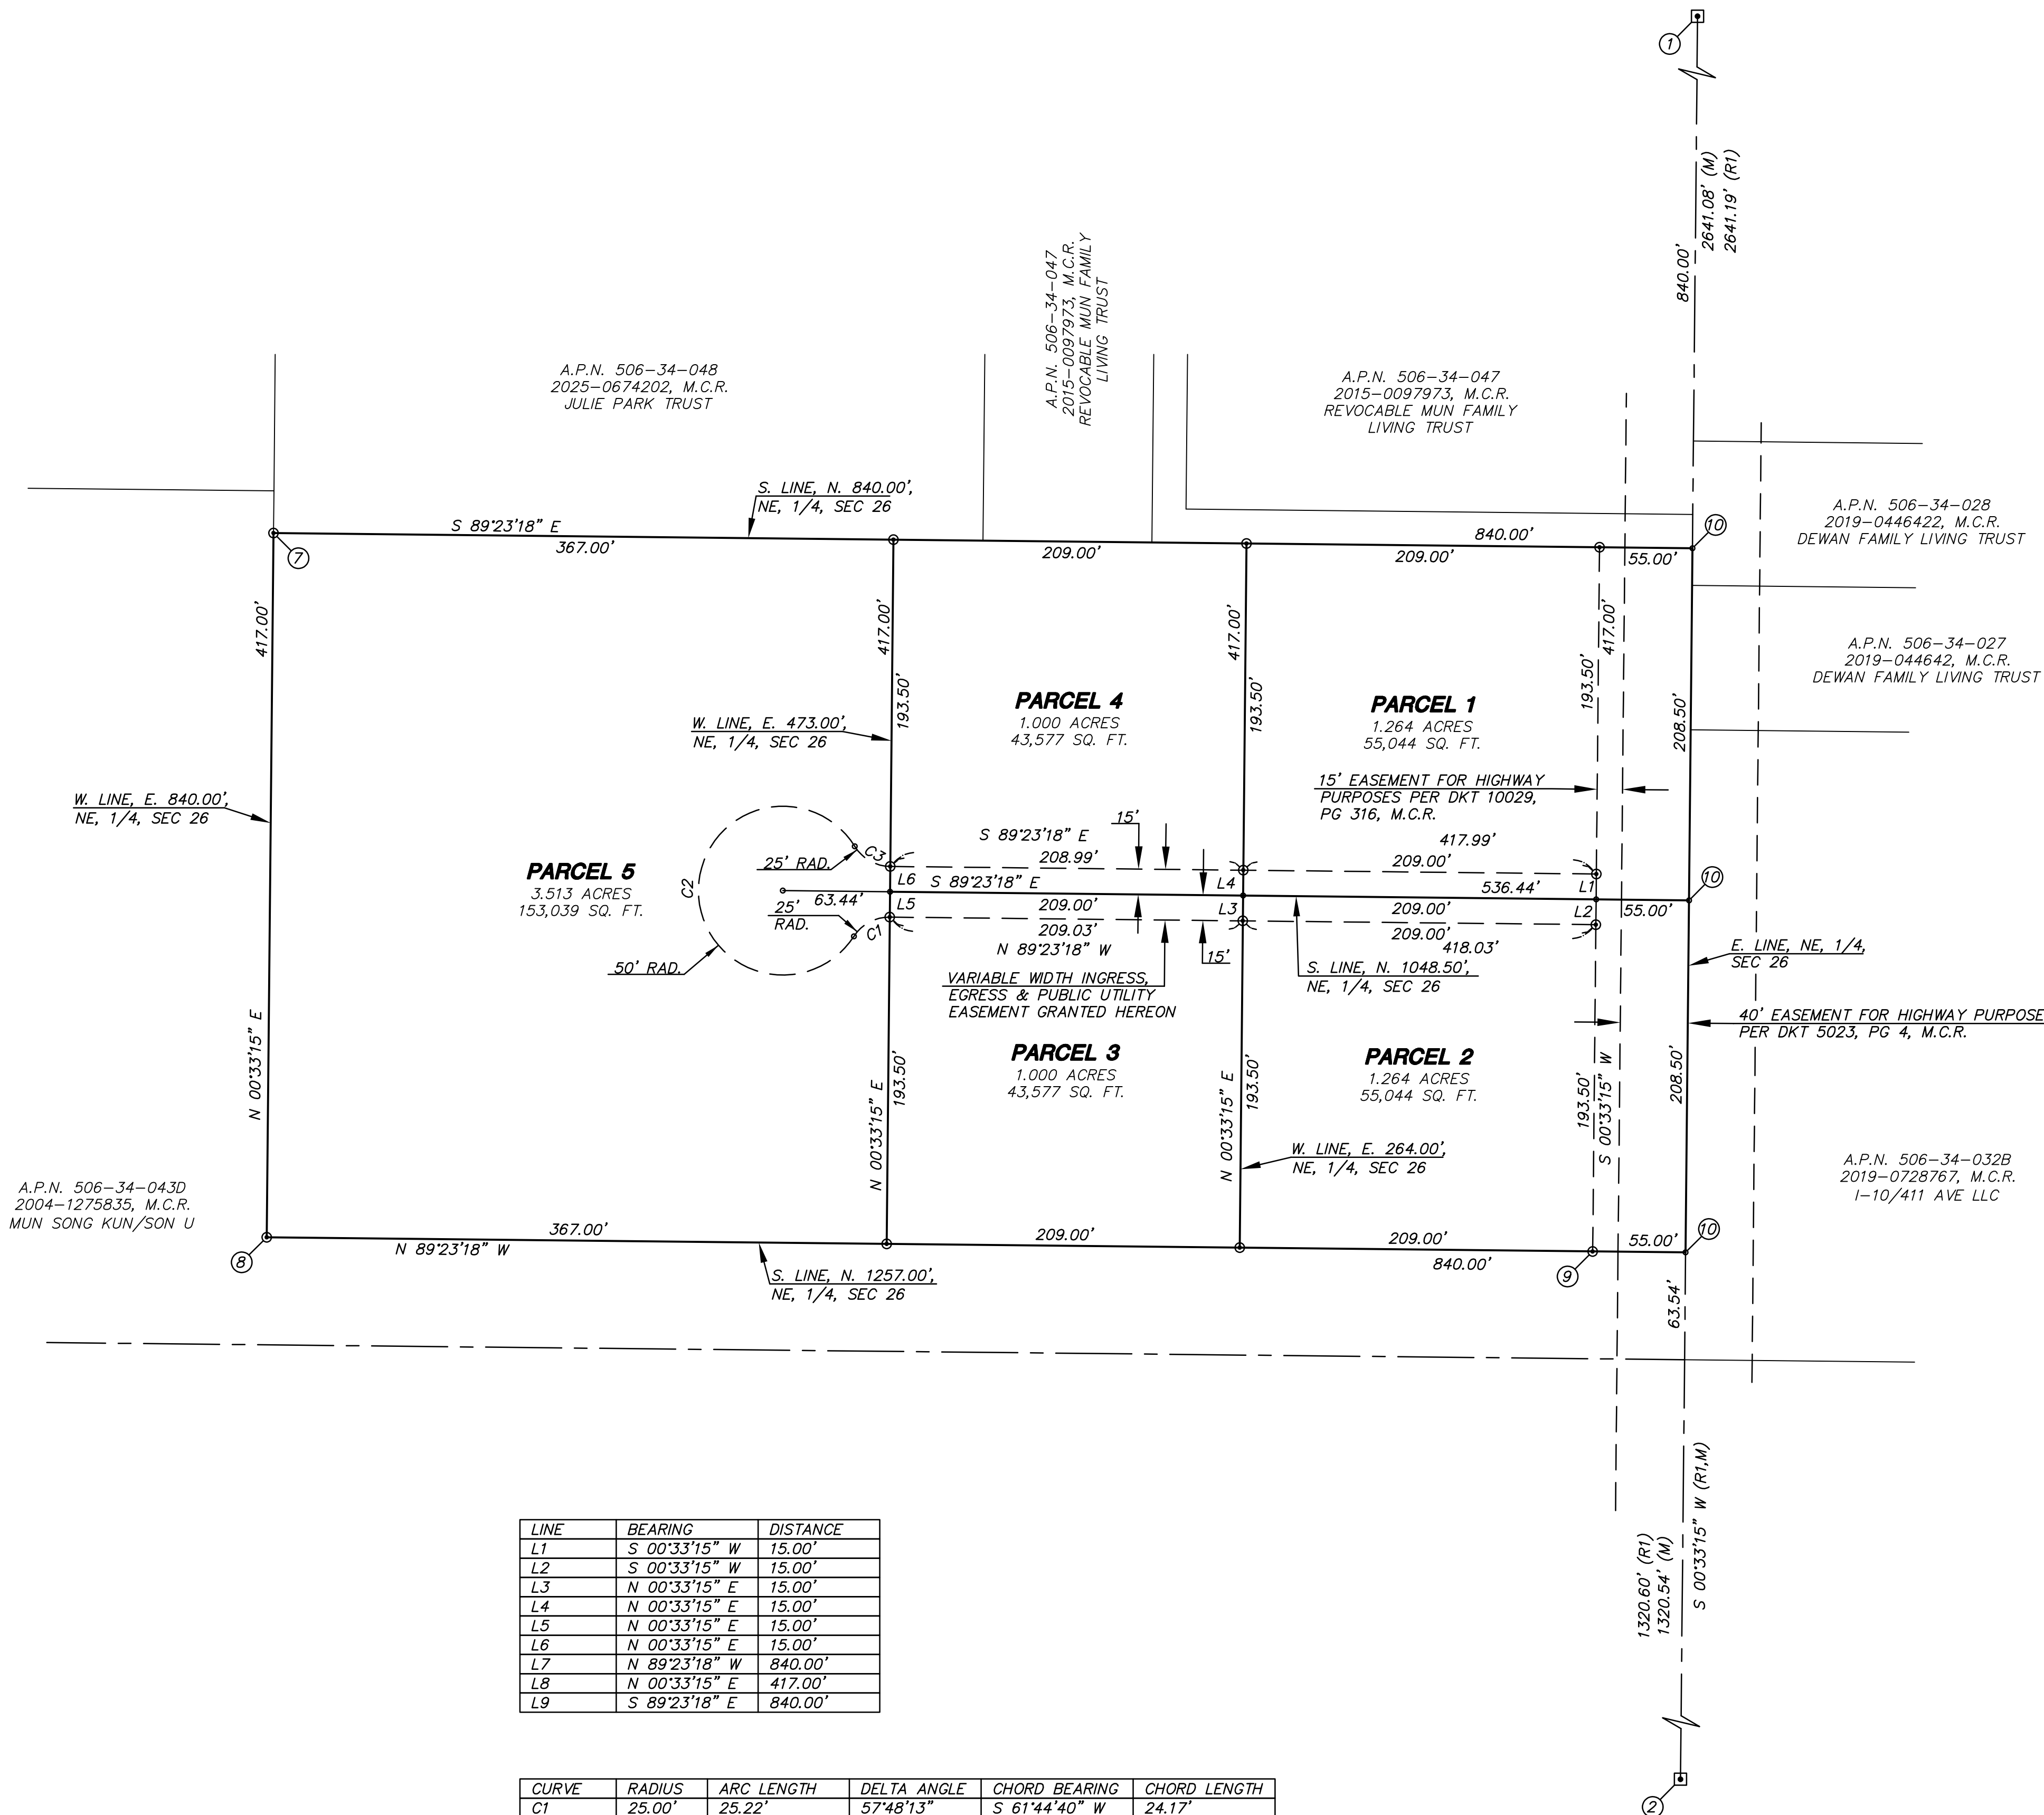 1
2641.08' (M)
2641.19' (R1)
840.00'
A.P.N. 506-34-047
2015-0097973, M.C.R.
REVOCABLE MUN FAMILY
LIVING TRUST
A.P.N. 506-34-048
2025-0674202, M.C.R.
JULIE PARK TRUST
A.P.N. 506-34-047
2015-0097973, M.C.R.
REVOCABLE MUN FAMILY
LIVING TRUST
S. LINE, N. 840.00',
NE, 1/4, SEC 26
A.P.N. 506-34-028
2019-0446422, M.C.R.
DEWAN FAMILY LIVING TRUST
S 89°23'18" E
367.00'
7
209.00'
840.00'
209.00'
55.00'
10
417.00'
417.00'
417.00'
417.00'
A.P.N. 506-34-027
2019-044642, M.C.R.
DEWAN FAMILY LIVING TRUST
193.50'
193.50'
193.50'
208.50'
W. LINE, E. 473.00',
NE, 1/4, SEC 26
PARCEL 4
1.000 ACRES
43,577 SQ. FT.
PARCEL 1
1.264 ACRES
55,044 SQ. FT.
W. LINE, E. 840.00',
NE, 1/4, SEC 26
15' EASEMENT FOR HIGHWAY
PURPOSES PER DKT 10029,
PG 316, M.C.R.
15'
S 89°23'18" E
417.99'
208.99'
209.00'
PARCEL 5
3.513 ACRES
153,039 SQ. FT.
25' RAD.
C3
C2
63.44'
25'
RAD.
C1
50' RAD.
L6
S 89°23'18" E
L4
536.44'
L1
10
L5
209.00'
L3
209.00'
L2
55.00'
209.03'
N 89°23'18" W
209.00'
418.03'
15'
VARIABLE WIDTH INGRESS,
EGRESS & PUBLIC UTILITY
EASEMENT GRANTED HEREON
S. LINE, N. 1048.50',
NE, 1/4, SEC 26
E. LINE, NE, 1/4,
SEC 26
40' EASEMENT FOR HIGHWAY PURPOSE
PER DKT 5023, PG 4, M.C.R.
N 00°33'15" E
PARCEL 3
1.000 ACRES
43,577 SQ. FT.
PARCEL 2
1.264 ACRES
55,044 SQ. FT.
193.50'
N 00°33'15" E
193.50'
N 00°33'15" E
193.50'
S 00°33'15" W
208.50'
W. LINE, E. 264.00',
NE, 1/4, SEC 26
A.P.N. 506-34-043D
2004-1275835, M.C.R.
MUN SONG KUN/SON U
A.P.N. 506-34-032B
2019-0728767, M.C.R.
I-10/411 AVE LLC
8
367.00'
N 89°23'18" W
209.00'
209.00'
840.00'
55.00'
9
10
S. LINE, N. 1257.00',
NE, 1/4, SEC 26
63.54'
S 00°33'15" W (R1,M)
1320.60' (R1)
1320.54' (M)
2
LINE BEARING DISTANCE
L1 S 00°33'15" W 15.00'
L2 S 00°33'15" W 15.00'
L3 N 00°33'15" E 15.00'
L4 N 00°33'15" E 15.00'
L5 N 00°33'15" E 15.00'
L6 N 00°33'15" E 15.00'
L7 N 89°23'18" W 840.00'
L8 N 00°33'15" E 417.00'
L9 S 89°23'18" E 840.00'
CURVE RADIUS ARC LENGTH DELTA ANGLE CHORD BEARING CHORD LENGTH
C1 25.00' 25.22' 57°48'13" S 61°44'40" W 24.17'